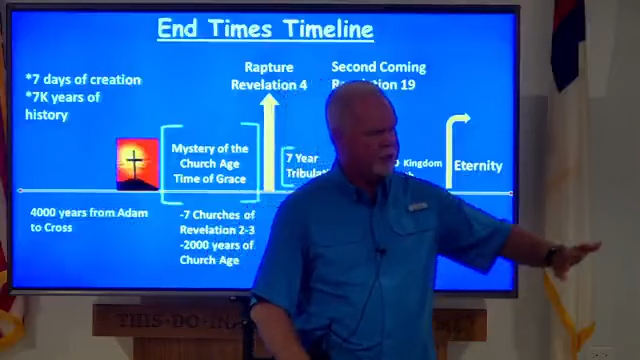 End Times Timeline
*7 days of creation
*7K years of
history
Rapture
Revelation 4
Second Coming
Revelation 19
Mystery of the
Church Age
Time of Grace
7 Year
Kingdom
Eternity
4000 years from Adam
to Cross
-7 Churches of
Revelation 2-3
-2000 years of
Church Age
THIS·DO·IN